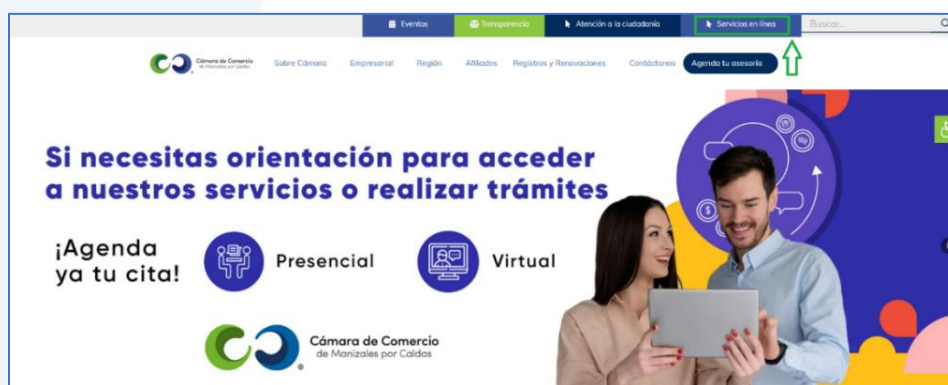 Eventos
Transparencia
Atención a la ciudadanía
Servicios en línea
Buscar...
Cámara de Comercio
de Manizales por Caldas
Sobre Cámara
Empresarial
Región
Afiliados
Registros y Renovaciones
Contáctanos
Agenda tu asesoría
Si necesitas orientación para acceder
a nuestros servicios o realizar trámites
¡Agenda
ya tu cita!
Presencial
Virtual
Cámara de Comercio
de Manizales por Caldas